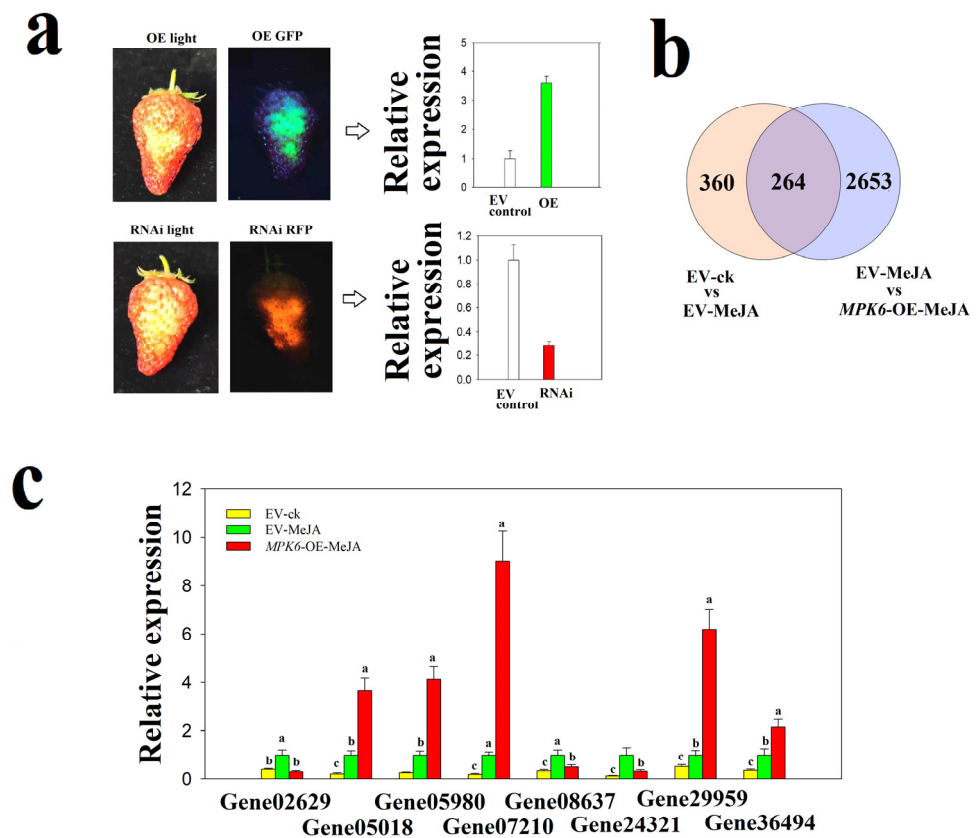 a
OE light
OE GFP
Relative
expression
5
4
3
2
1
0
EV
control
OE
RNAi light
RNAi RFP
Relative
expression
1.2
1.0
0.8
0.6
0.4
0.2
0.0
EV
control
RNAi
b
360
264
2653
EV-ck
vs
EV-MeJA
EV-MeJA
vs
MPK6-OE-MeJA
c
Relative expression
12
10
8
6
4
2
0
EV-ck
EV-MeJA
MPK6-OE-MeJA
b a b
c b a
b a
c a a
c a b
c
c b a
c b a
Gene02629
Gene05018
Gene05980
Gene07210
Gene08637
Gene24321
Gene29959
Gene36494